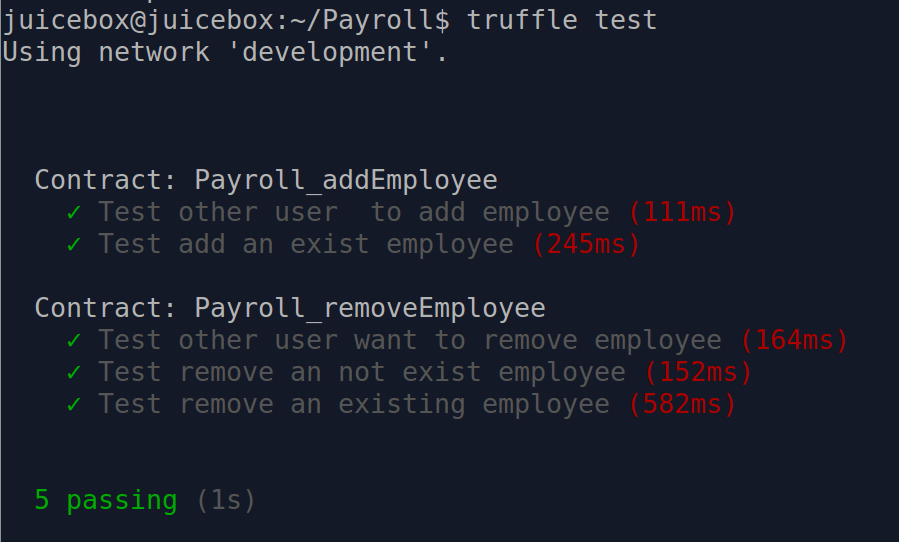 juicebox@juicebox:~/Payroll$ truffle test
Using network 'development'.
Contract: Payroll_addEmployee
✓ Test other user  to add employee (111ms)
✓ Test add an exist employee (245ms)
Contract: Payroll_removeEmployee
✓ Test other user want to remove employee (164ms)
✓ Test remove an not exist employee (152ms)
✓ Test remove an existing employee (582ms)
5 passing (1s)